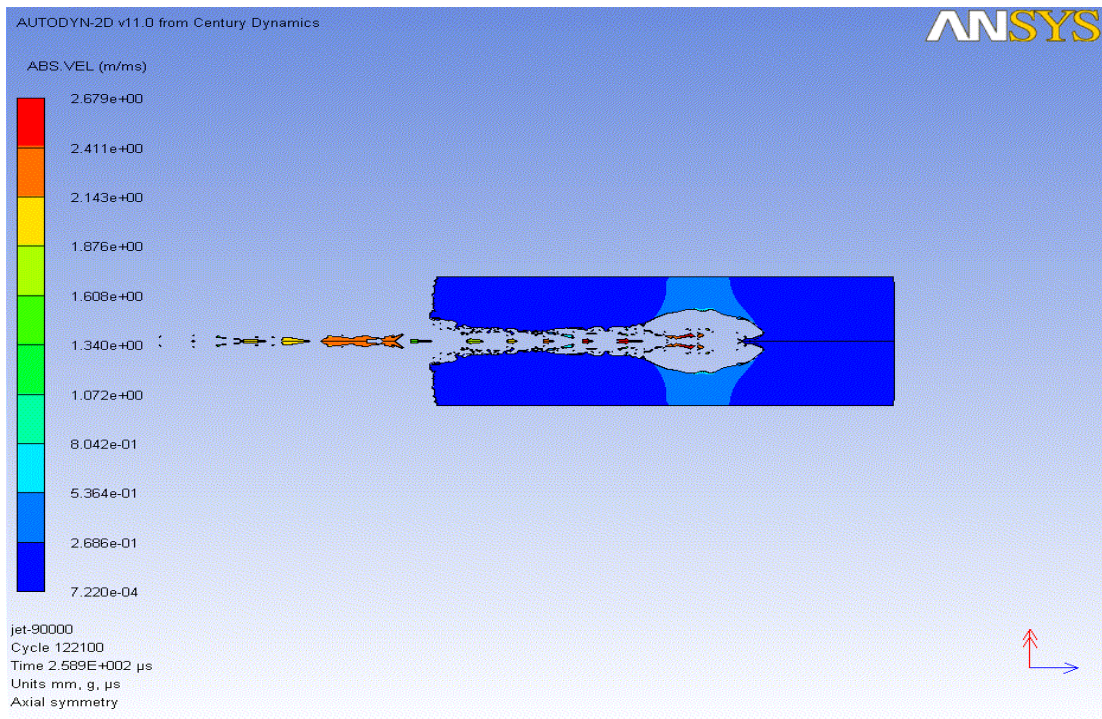 AUTODYN-2D v11.0 from Century Dynamics
ANSYS
ABS.VEL (m/ms)
2.679e+00
2.411e+00
2.143e+00
1.876e+00
1.608e+00
1.340e+00
1.072e+00
8.042e-01
5.364e-01
2.686e-01
7.220e-04
jet-90000
Cycle 122100
Time 2.589E+002 µs
Units mm, g, µs
Axial symmetry